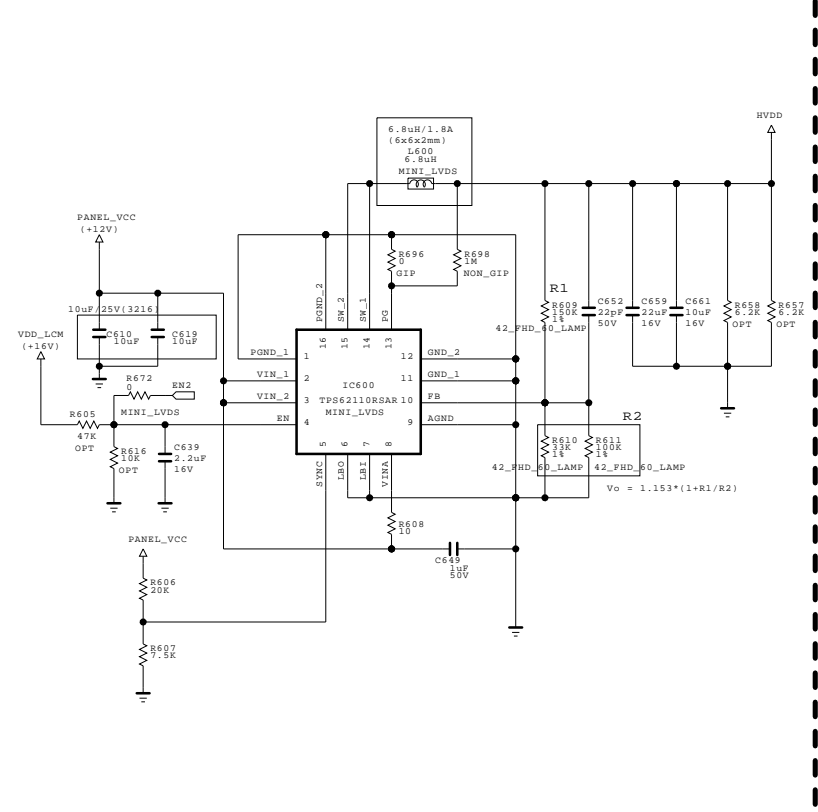 HVDD
6.8uH/1.8A
(6x6x2mm)
L600
6.8uH
MINI_LVDS
PANEL_VCC
(+12V)
R696
0
GIP
R698
1M
NON_GIP
10uF/25V(3216)
C610
10uF
C619
10uF
VDD_LCM
(+16V)
PGND_2
16
SW_2
15
SW_1
14
PG
13
R1
R609
150K
1%
42_FHD_60_LAMP
C652
22pF
50V
C659
22uF
16V
C661
10uF
16V
R658
6.2K
OPT
R657
6.2K
OPT
PGND_1
1
VIN_1
2
VIN_2
3
EN
4
IC600
TPS62110RSAR
MINI_LVDS
12
GND_2
11
GND_1
10
FB
9
AGND
R672
0
EN2
MINI_LVDS
R605
47K
OPT
R616
10K
OPT
C639
2.2uF
16V
5
SYNC
6
LBO
7
LBI
8
VINA
R2
R610
33K
1%
42_FHD_60_LAMP
R611
100K
1%
42_FHD_60_LAMP
Vo = 1.153*(1+R1/R2)
R608
10
C649
1uF
50V
PANEL_VCC
R606
20K
R607
7.5K